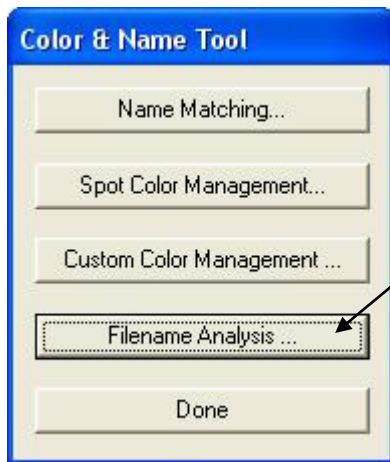 Color & Name Tool
Name Matching...
Spot Color Management...
Custom Color Management ...
Filename Analysis ...
Done